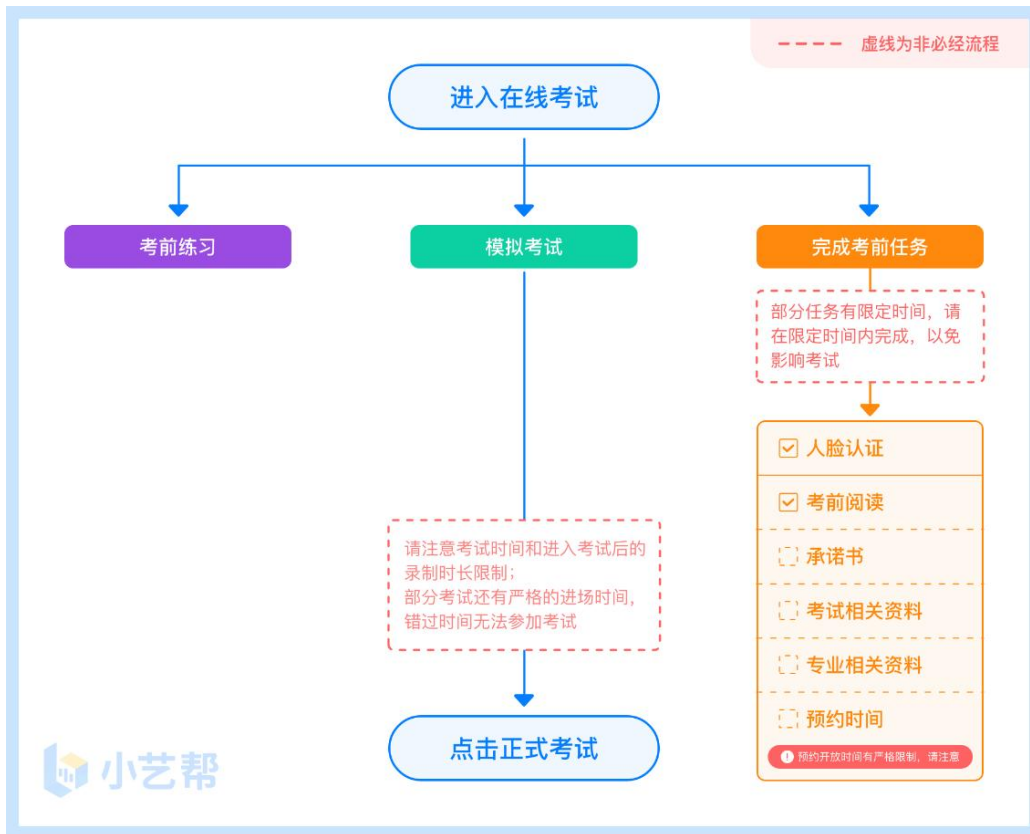 虚线为非必经流程
进入在线考试
考前练习
模拟考试
完成考前任务
部分任务有限定时间，请
在限定时间内完成，以免
影响考试
人脸认证
考前阅读
承诺书
考试相关资料
专业相关资料
预约时间
预约开放时间有严格限制，请注意
请注意考试时间和进入考试后的
录制时长限制；
部分考试还有严格的进场时间，
错过时间无法参加考试
点击正式考试
小艺帮